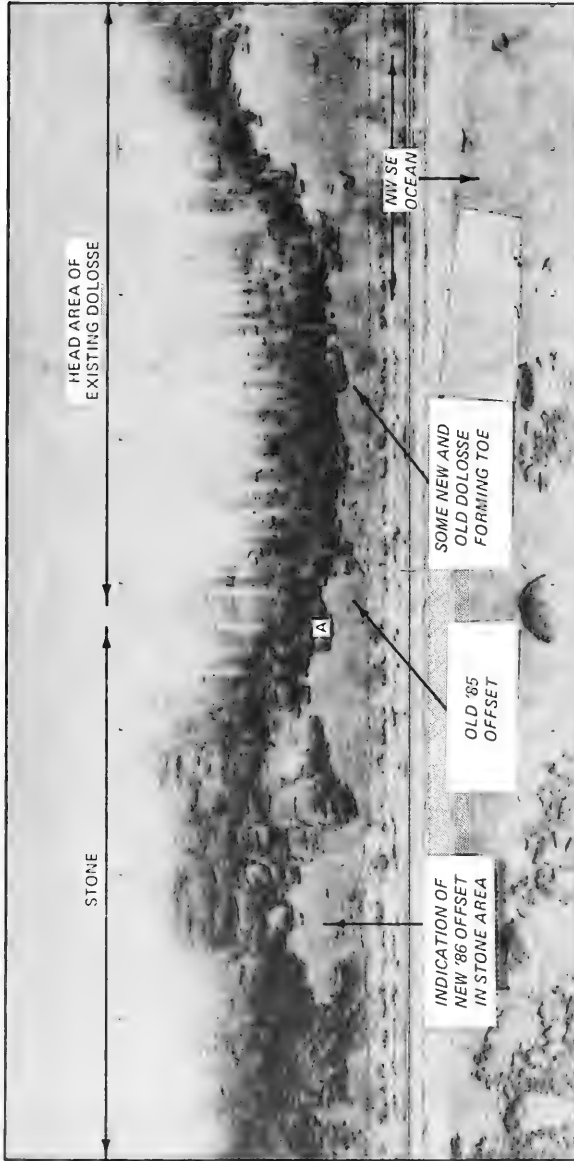 STONE
HEAD AREA OF
EXISTING DOLOSSE
A
NW SE
OCEAN
INDICATION OF
NEW '86 OFFSET
IN STONE AREA
OLD '85
OFFSET
SOME NEW AND
OLD DOLOSSE
FORMING TOE